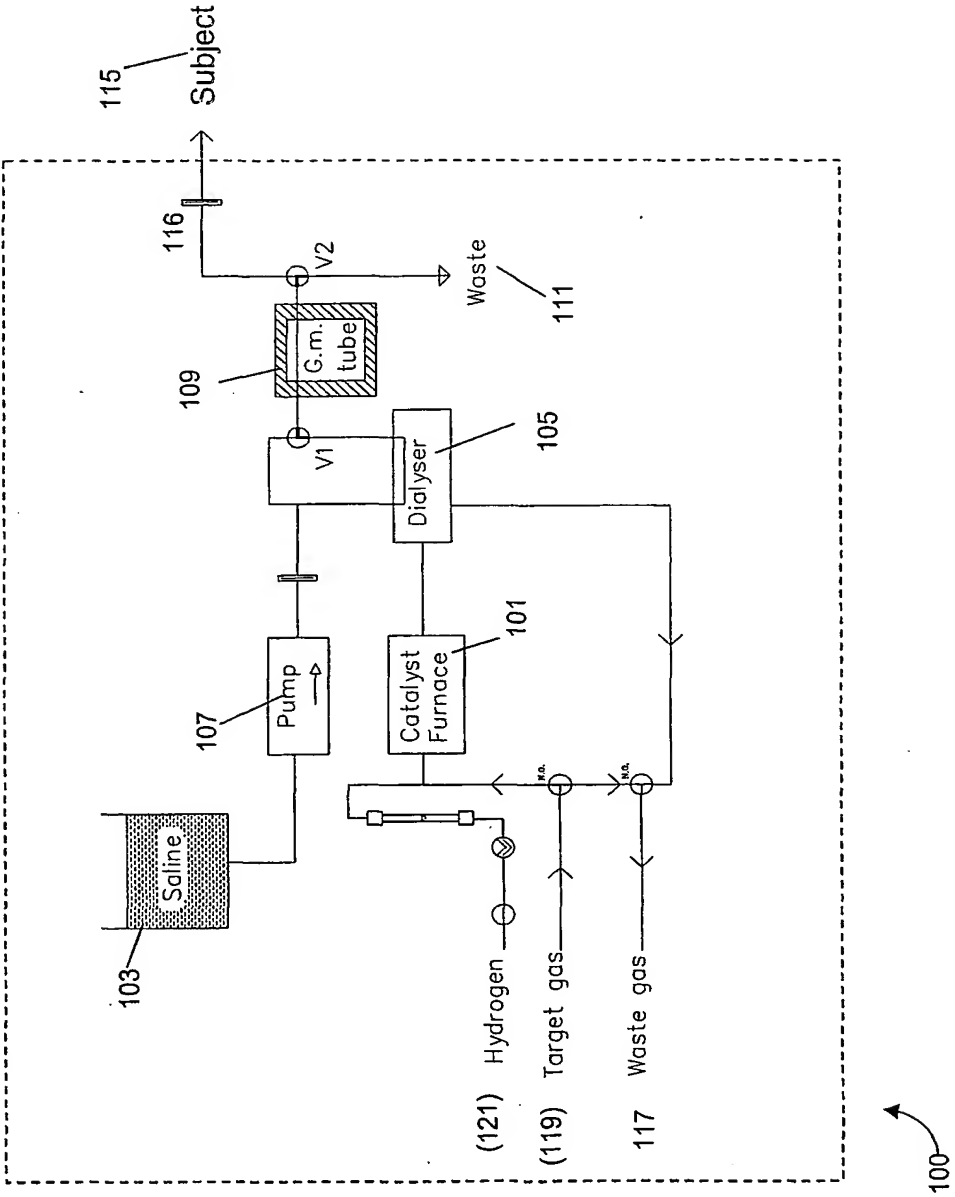 115
Subject
116
V2
Waste
111
109
G.m.
tube
V1
105
Dialyser
107
Pump
101
Catalyst
Furnace
103
Saline
N.O.
N.O.
(121) Hydrogen
(119) Target gas
117 Waste gas
100